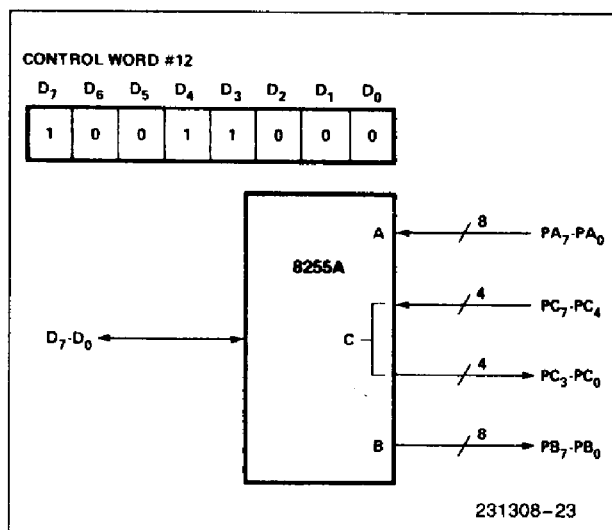 CONTROL WORD #12
D7 D6 D5 D4 D3 D2 D1 D0
1 0 0 1 1 0 0 0
8255A
A
8
PA7-PA0
4
PC7-PC4
D7-D0
C
4
PC3-PC0
B
8
PB7-PB0
231308-23